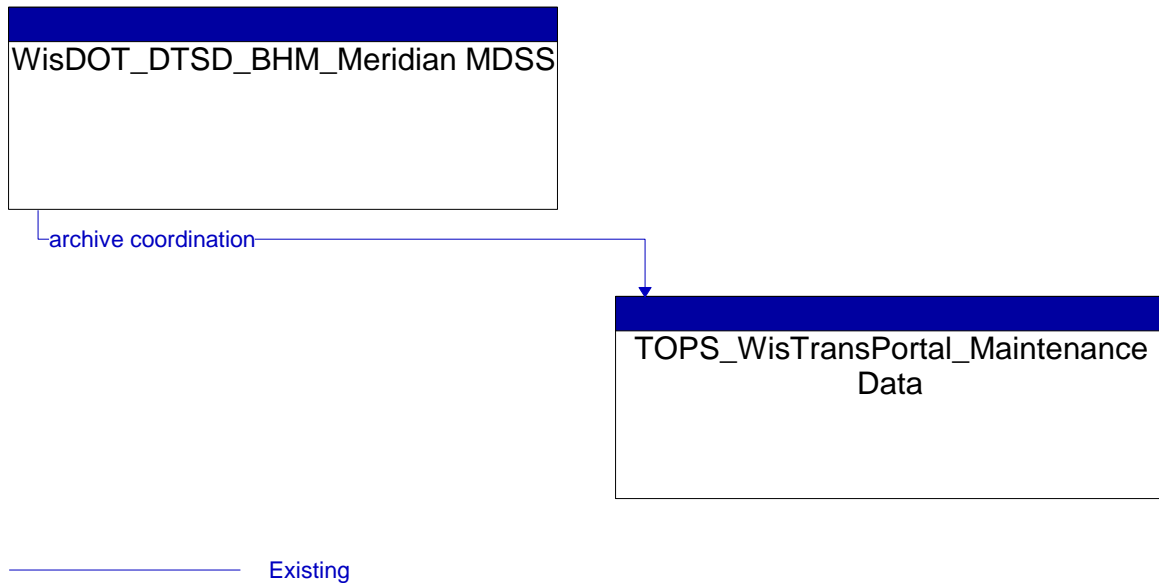 WisDOT_DTSD_BHM_Meridian MDSS
archive coordination
TOPS_WisTransPortal_Maintenance
Data
Existing